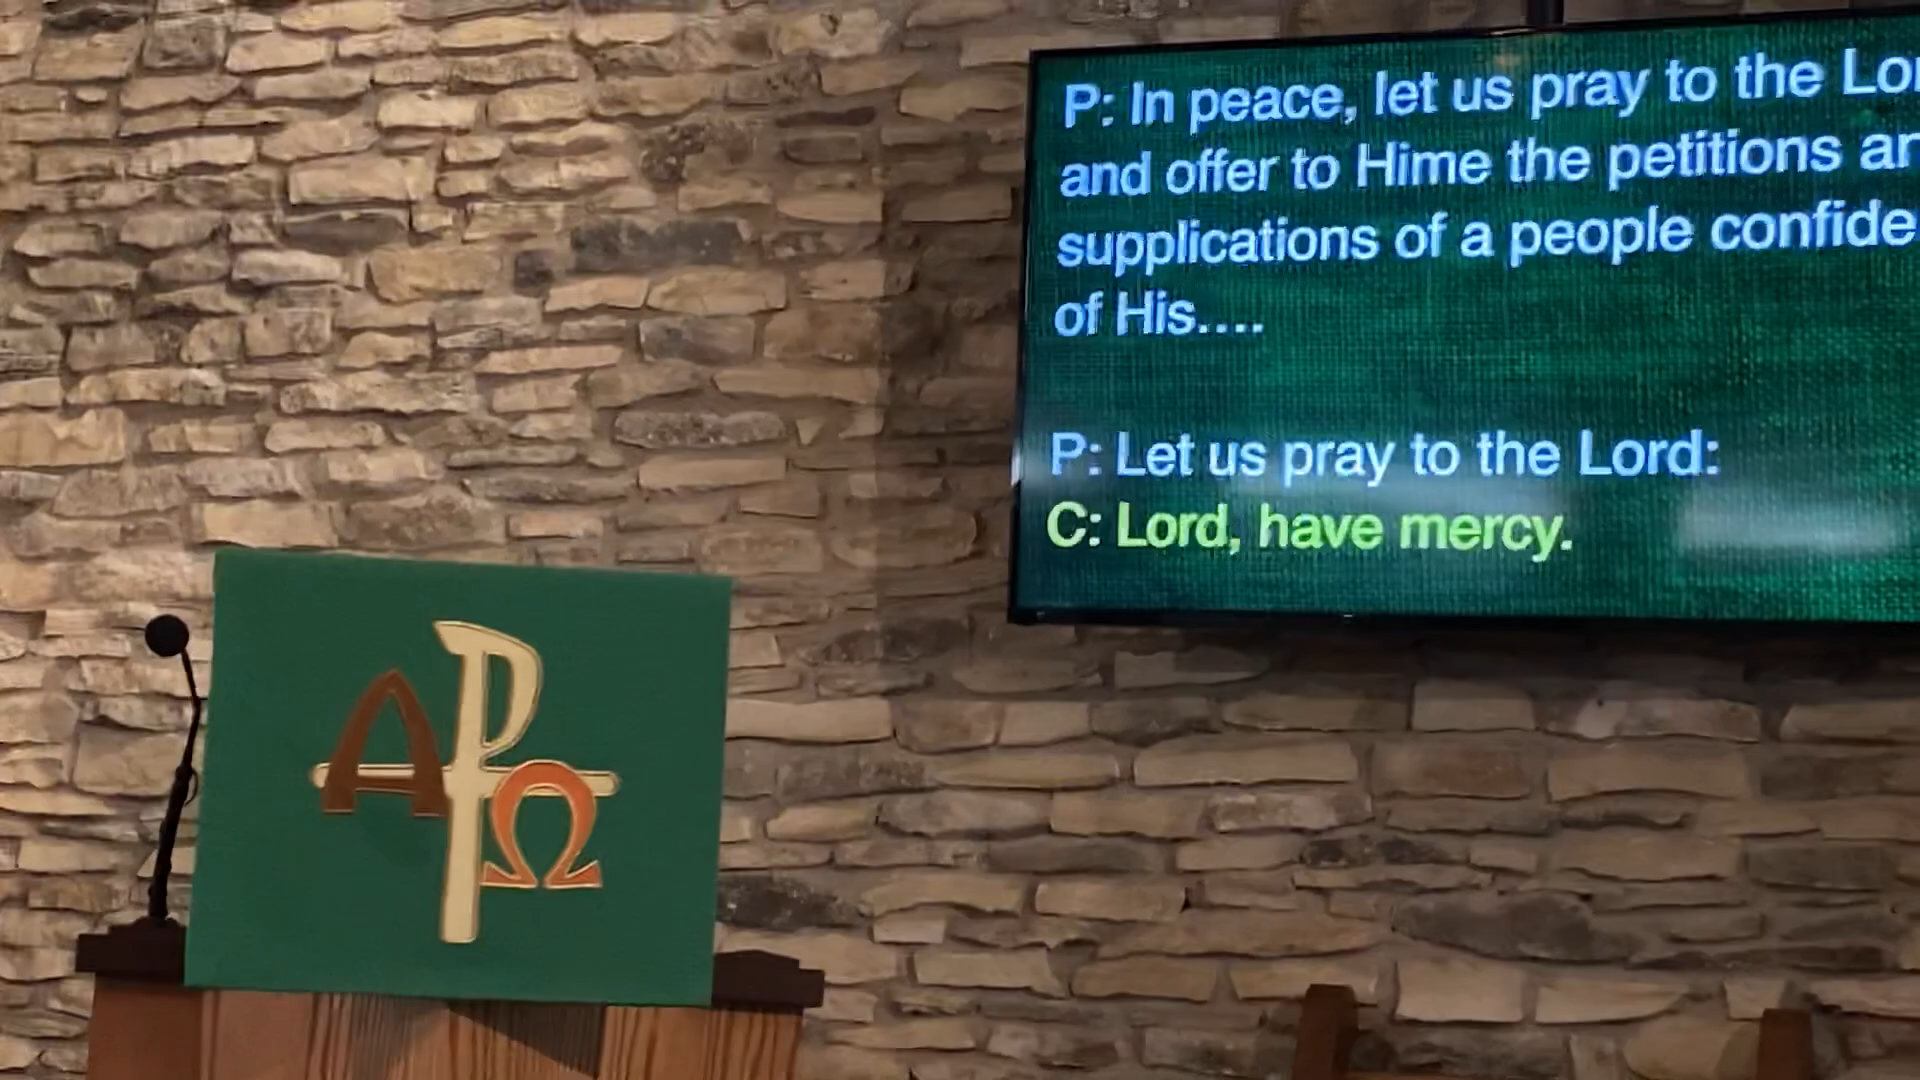 P: In peace, let us pray to the
and offer to Hime the petitions
supplications of a people
of His....
P: Let us pray to the Lord:
C: Lord, have mercy.
Α Ρ Ω